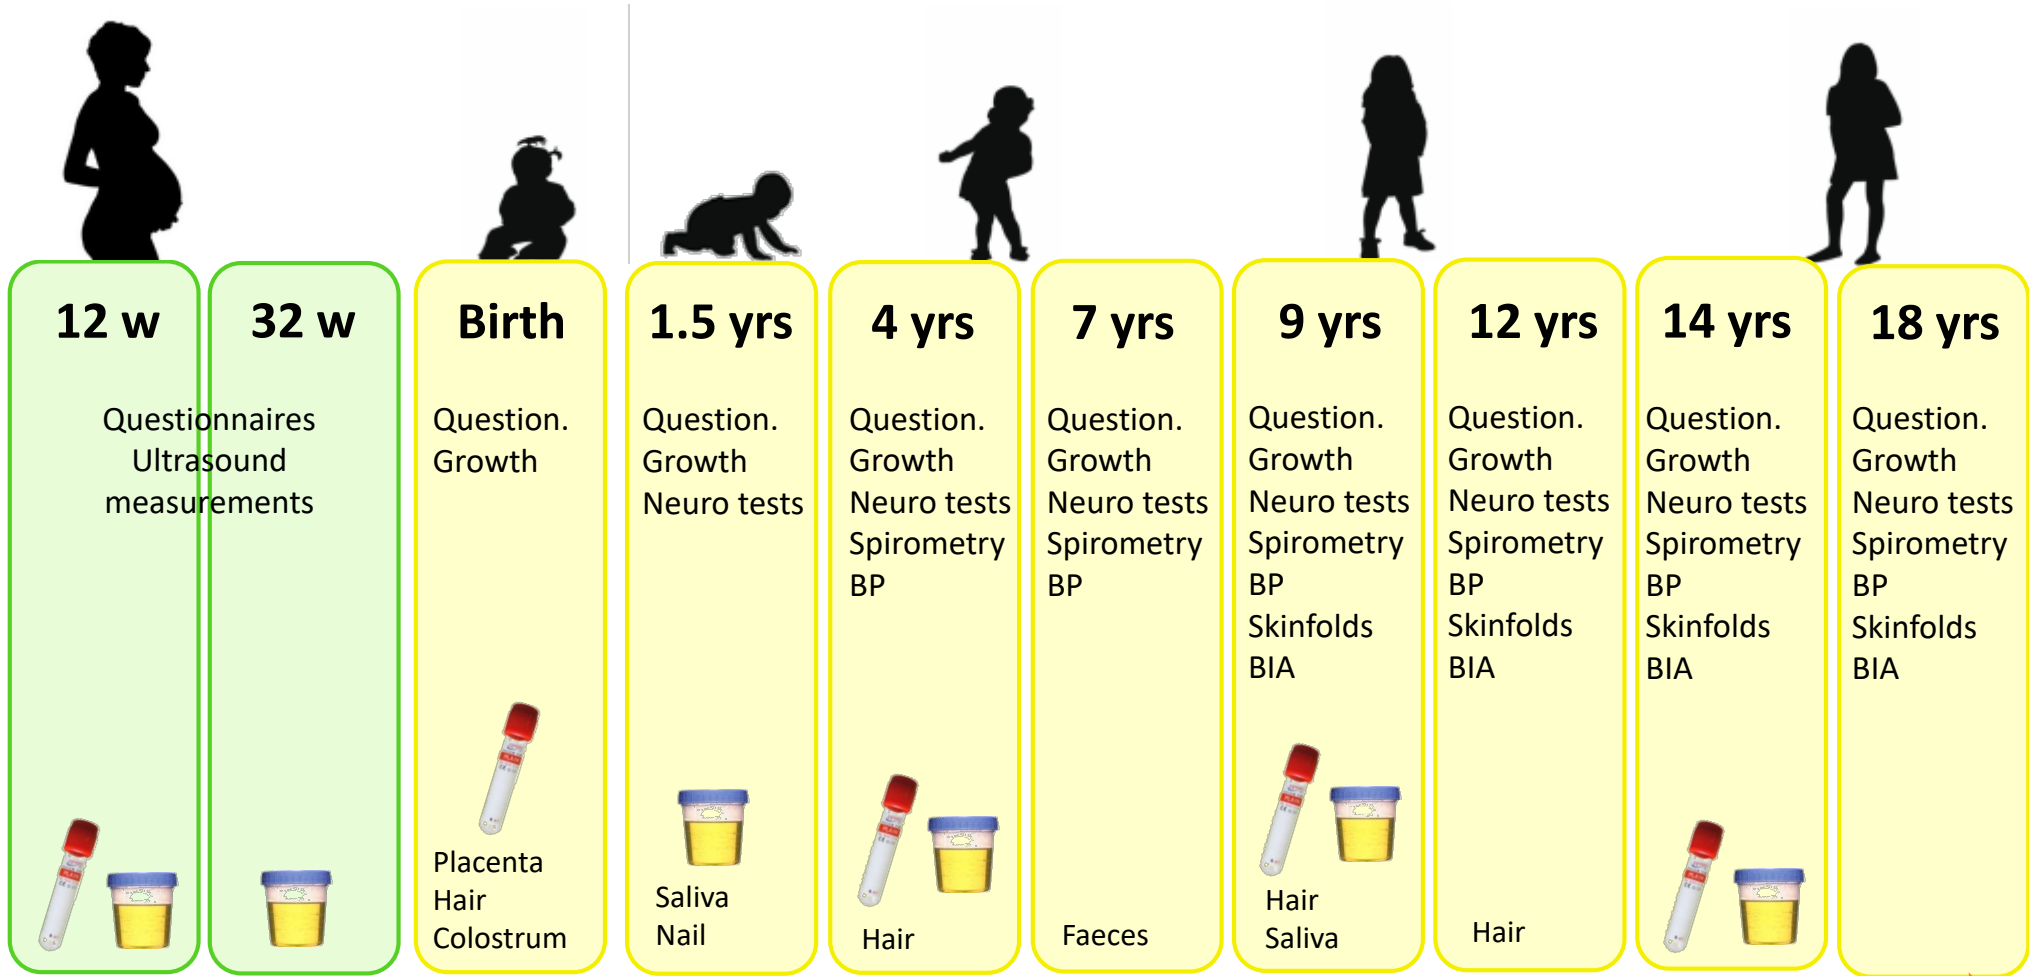 12 w
32 w
Questionnaires
Ultrasound
measurements
Birth
Question.
Growth
Placenta
Hair
Colostrum
1.5 yrs
Question.
Growth
Neuro tests
Saliva
Nail
4 yrs
Question.
Growth
Neuro tests
Spirometry
BP
Hair
7 yrs
Question.
Growth
Neuro tests
Spirometry
BP
Faeces
9 yrs
Question.
Growth
Neuro tests
Spirometry
BP
Skinfolds
BIA
Hair
Saliva
12 yrs
Question.
Growth
Neuro tests
Spirometry
BP
Skinfolds
BIA
Hair
14 yrs
Question.
Growth
Neuro tests
Spirometry
BP
Skinfolds
BIA
18 yrs
Question.
Growth
Neuro tests
Spirometry
BP
Skinfolds
BIA